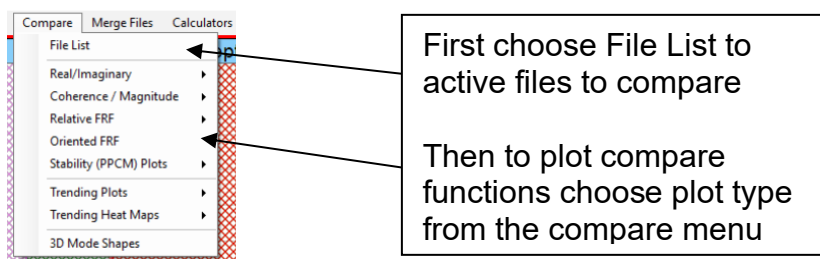 Compare Merge Files Calculators
File List
Real/Imaginary
Coherence / Magnitude
Relative FRF
Oriented FRF
Stability (PPCM) Plots
Trending Plots
Trending Heat Maps
3D Mode Shapes
First choose File List to
active files to compare
Then to plot compare
functions choose plot type
from the compare menu